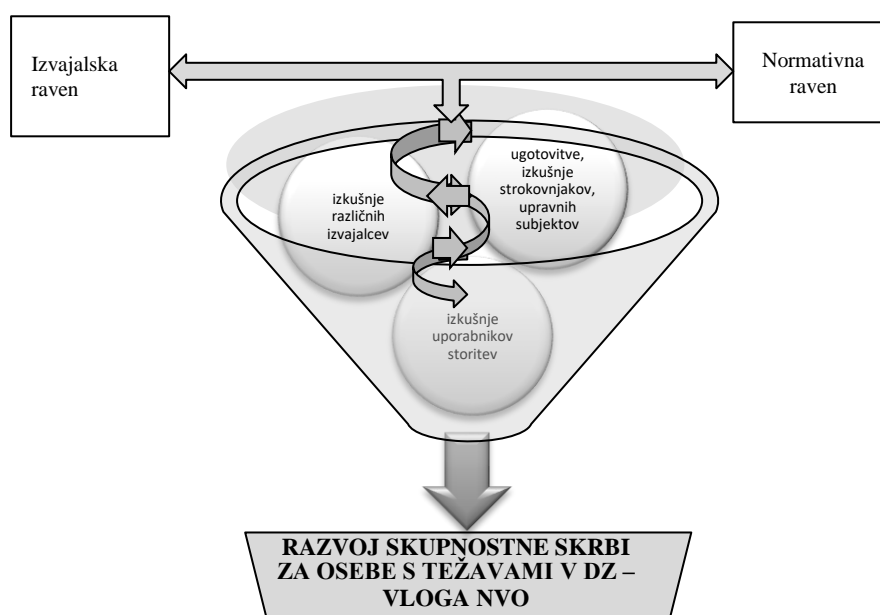 Izvajalska
raven
Normativna
raven
ugotovitve,
izkušnje
strokovnjakov,
upravnih
subjektov
izkušnje
različnih
izvajalcev
izkušnje
uporabnikov
storitev
RAZVOJ SKUPNOSTNE SKRBI
ZA OSEBE S TEŽAVAMI V DZ –
VLOGA NVO